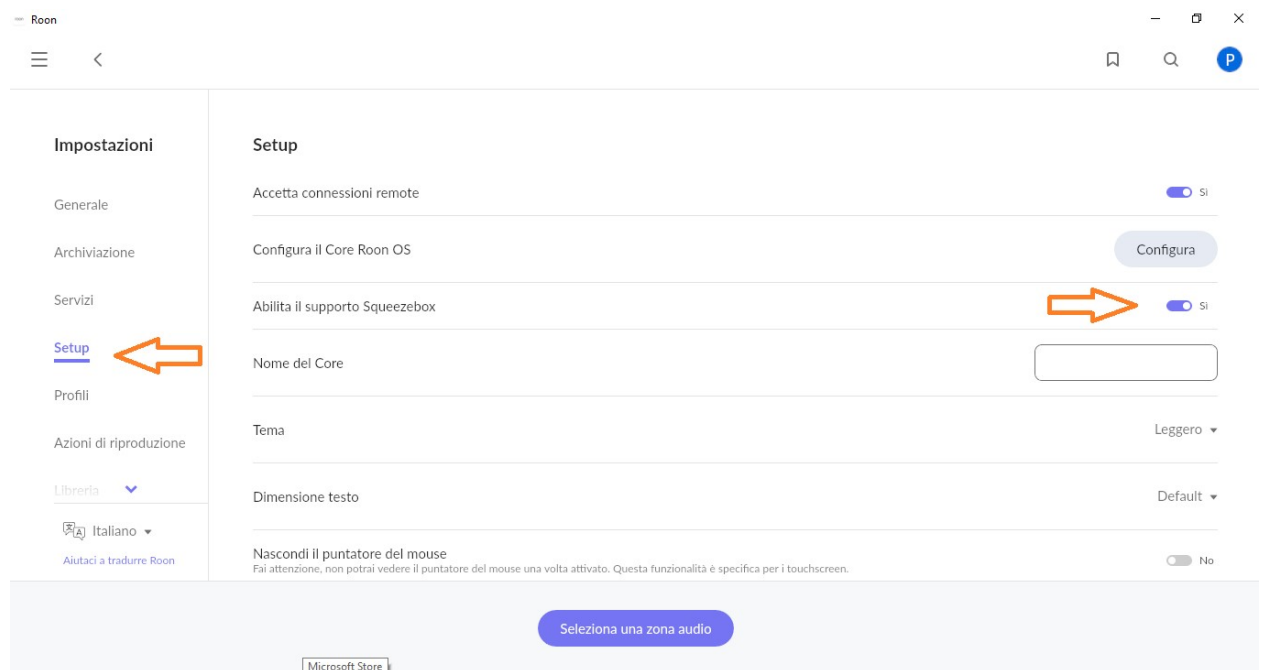 Roon
P
Impostazioni
Generale
Archiviazione
Servizi
Setup
Profili
Azioni di riproduzione
Libreria
Italiano
Aiutaci a tradurre Roon
Setup
Accetta connessioni remote
Sì
Configura il Core Roon OS
Configura
Abilita il supporto Squeezebox
Sì
Nome del Core
Tema
Leggero
Dimensione testo
Default
Nascondi il puntatore del mouse
No
Fai attenzione, non potrai vedere il puntatore del mouse una volta attivato. Questa funzionalità è specifica per i touchscreen.
Seleziona una zona audio
Microsoft Store